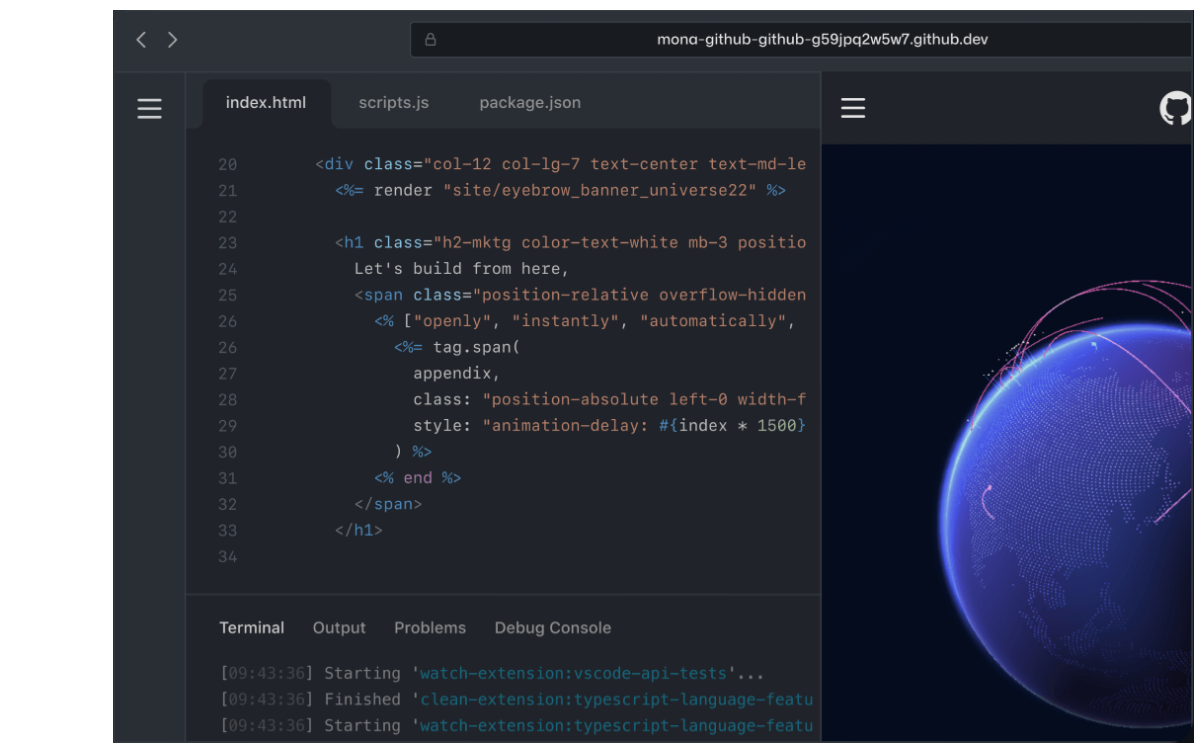 mona-github-github-g59jpq2w5w7.github.dev
index.html scripts.js package.json
20 <div class="col-12 col-lg-7 text-center text-md-le
21 <%= render "site/eyebrow_banner_universe22" %>
22
23 <h1 class="h2-mktg color-text-white mb-3 positio
24 Let's build from here,
25 <span class="position-relative overflow-hidden
26 <% ["openly", "instantly", "automatically",
26 <%= tag.span(
27 appendix,
28 class: "position-absolute left-0 width-f
29 style: "animation-delay: #{index * 1500}
30 ) %>
31 <% end %>
32 </span>
33 </h1>
34
Terminal Output Problems Debug Console
[09:43:36] Starting 'watch-extension:vscode-api-tests'...
[09:43:36] Finished 'clean-extension:typescript-language-featu
[09:43:36] Starting 'watch-extension:typescript-language-featu